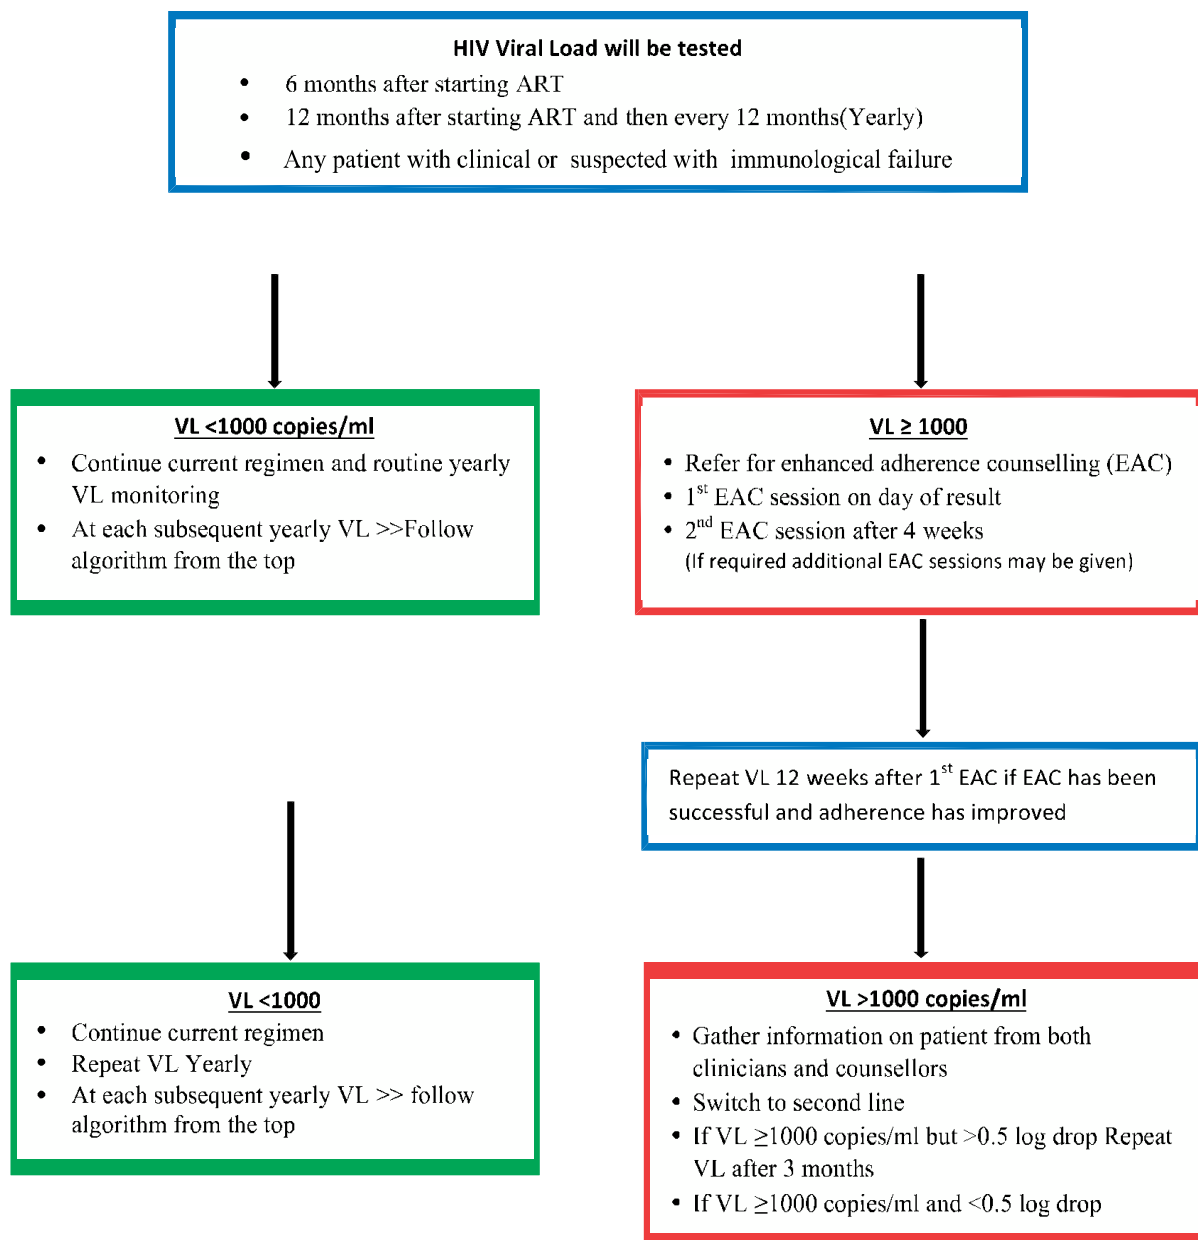 HIV Viral Load will be tested
• 6 months after starting ART
• 12 months after starting ART and then every 12 months(Yearly)
• Any patient with clinical or suspected with immunological failure
VL <1000 copies/ml
• Continue current regimen and routine yearly
VL monitoring
• At each subsequent yearly VL >>Follow
algorithm from the top
VL ≥ 1000
• Refer for enhanced adherence counselling (EAC)
• 1st EAC session on day of result
• 2nd EAC session after 4 weeks
(If required additional EAC sessions may be given)
Repeat VL 12 weeks after 1st EAC if EAC has been
successful and adherence has improved
VL <1000
• Continue current regimen
• Repeat VL Yearly
• At each subsequent yearly VL >> follow
algorithm from the top
VL >1000 copies/ml
• Gather information on patient from both
clinicians and counsellors
• Switch to second line
• If VL ≥1000 copies/ml but >0.5 log drop Repeat
VL after 3 months
• If VL ≥1000 copies/ml and <0.5 log drop